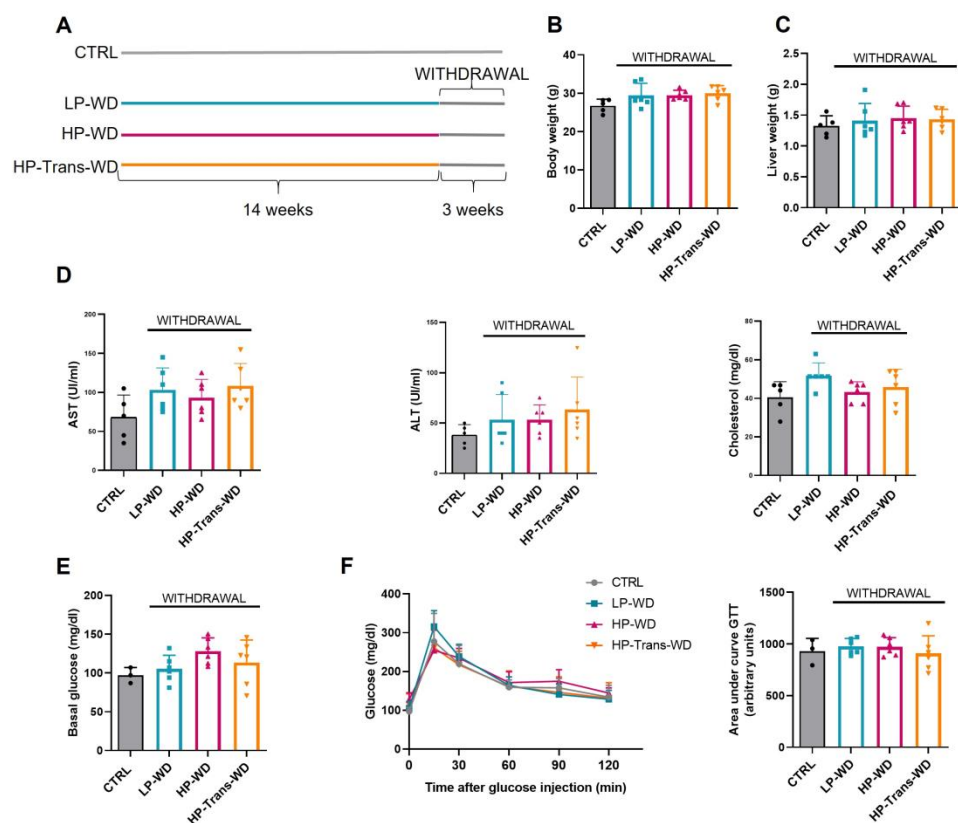 A
CTRL
WITHDRAWAL
LP-WD
HP-WD
HP-Trans-WD
14 weeks
3 weeks
B
WITHDRAWAL
Body weight (g)
40
30
20
10
0
CTRL
LP-WD
HP-WD
HP-Trans-WD
C
WITHDRAWAL
Liver weight (g)
2.5
2.0
1.5
1.0
0.5
0.0
CTRL
LP-WD
HP-WD
HP-Trans-WD
D
WITHDRAWAL
AST (UI/ml)
200
150
100
50
0
CTRL
LP-WD
HP-WD
HP-Trans-WD
WITHDRAWAL
ALT (UI/ml)
150
100
50
0
CTRL
LP-WD
HP-WD
HP-Trans-WD
WITHDRAWAL
Cholesterol (mg/dl)
80
60
40
20
0
CTRL
LP-WD
HP-WD
HP-Trans-WD
E
WITHDRAWAL
Basal glucose (mg/dl)
200
150
100
50
0
CTRL
LP-WD
HP-WD
HP-Trans-WD
F
Glucose (mg/dl)
400
300
200
100
0
0
30
60
90
120
Time after glucose injection (min)
CTRL
LP-WD
HP-WD
HP-Trans-WD
WITHDRAWAL
Area under curve GTT
(arbitrary units)
1500
1000
500
0
CTRL
LP-WD
HP-WD
HP-Trans-WD